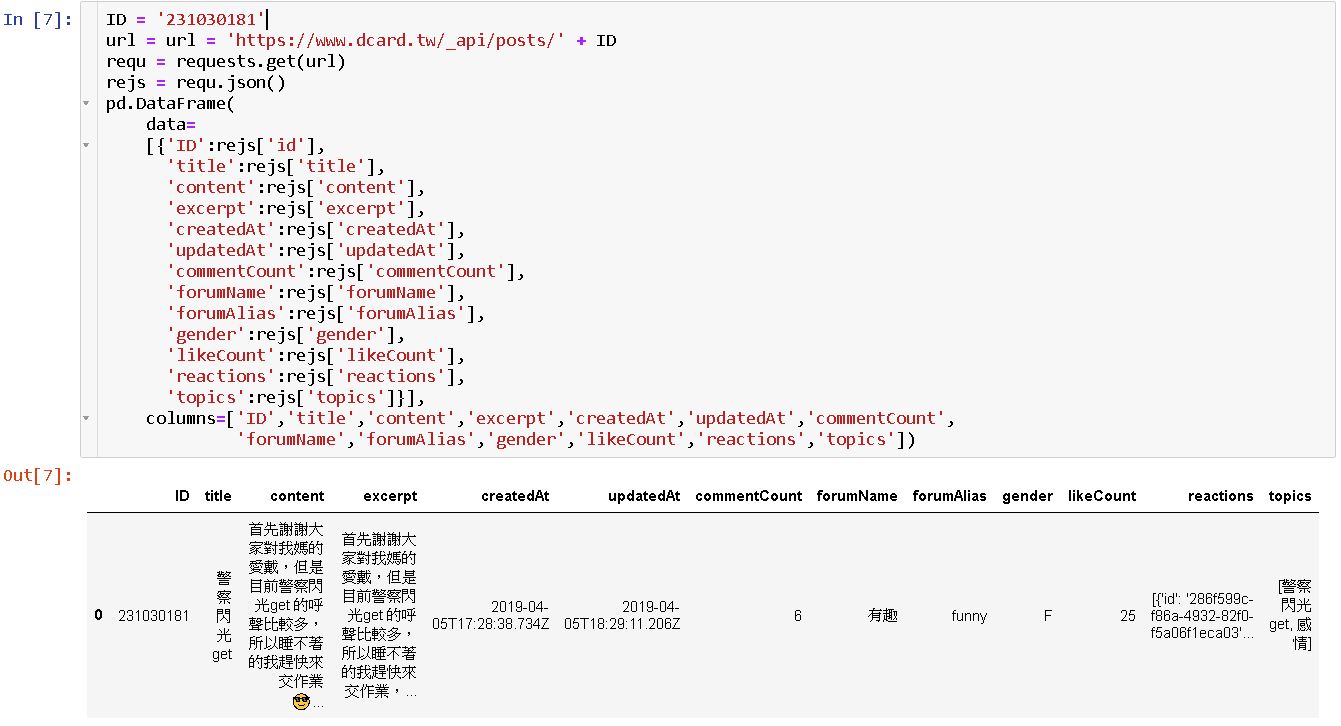 In [7]:
ID = '231030181'
url = url = 'https://www.dcard.tw/_api/posts/' + ID
requ = requests.get(url)
rejs = requ.json()
pd.DataFrame(
data=
[{'ID':rejs['id'],
'title':rejs['title'],
'content':rejs['content'],
'excerpt':rejs['excerpt'],
'createdAt':rejs['createdAt'],
'updatedAt':rejs['updatedAt'],
'commentCount':rejs['commentCount'],
'forumName':rejs['forumName'],
'forumAlias':rejs['forumAlias'],
'gender':rejs['gender'],
'likeCount':rejs['likeCount'],
'reactions':rejs['reactions'],
'topics':rejs['topics']}],
columns=['ID','title','content','excerpt','createdAt','updatedAt','commentCount',
'forumName','forumAlias','gender','likeCount','reactions','topics'])
Out[7]:
ID title content excerpt createdAt updatedAt commentCount forumName forumAlias gender likeCount reactions topics
0
231030181
警
察
閃
光
get
首先謝謝大
家對我媽的
愛戴，但是
目前警察閃
光get 的呼
聲比較多，
所以睡不著
的我趕快來
交作業
😎...
首先謝謝大
家對我媽的
愛戴，但是
目前警察閃
光get 的呼
聲比較多，
所以睡不著
的我趕快來
交作業，...
2019-04-
05T17:28:38.734Z
2019-04-
05T18:29:11.206Z
6
有趣
funny
F
25
[{'id': '286f599c-
f86a-4932-82f0-
f5a06f1eca03'...
[警察
閃光
get, 感
情]